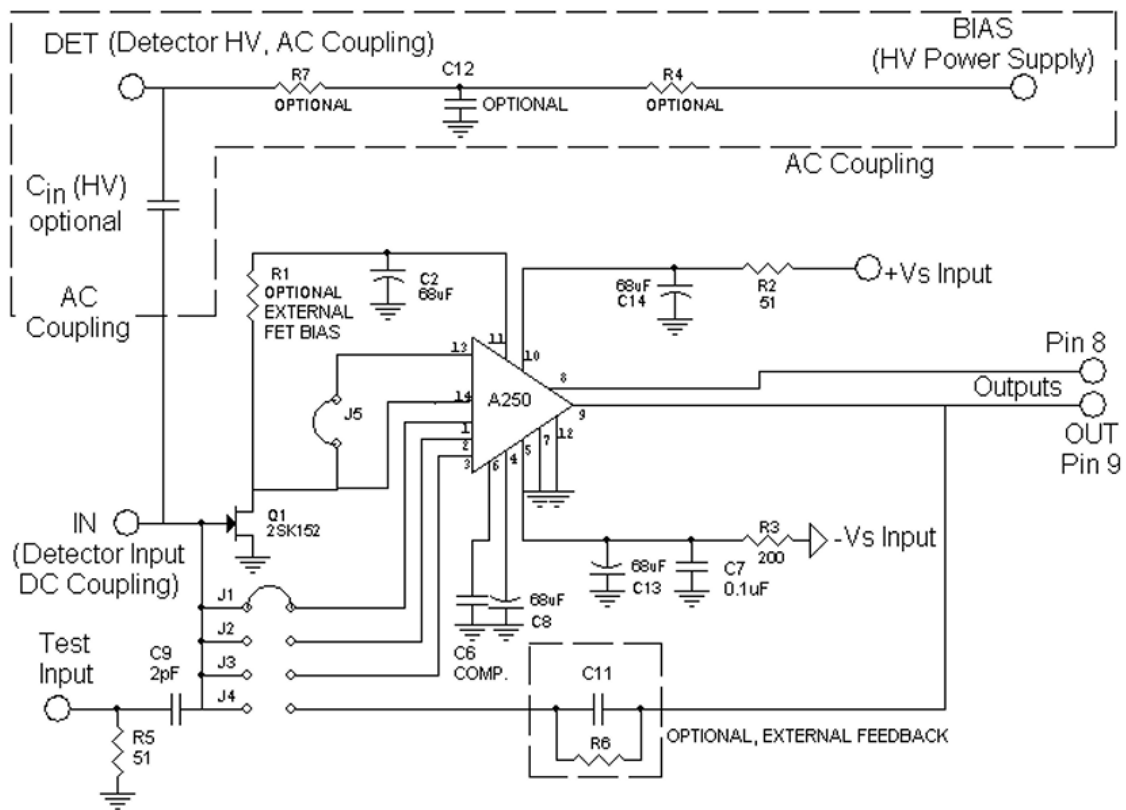 DET (Detector HV, AC Coupling)
BIAS
(HV Power Supply)
R7
OPTIONAL
C12
OPTIONAL
R4
OPTIONAL
AC Coupling
Cin (HV)
optional
AC
Coupling
R1
OPTIONAL
EXTERNAL
FET BIAS
C2
68uF
68uF
C14
R2
51
+Vs Input
11
10
13
14
1
2
3
A250
8
9
12
7
5
4
6
J5
Pin 8
Outputs
OUT
Pin 9
IN
(Detector Input
DC Coupling)
Q1
2SK152
68uF
C13
C7
0.1uF
R3
200
-Vs Input
J1
J2
J3
J4
68uF
C8
C6
COMP.
Test
Input
C9
2pF
R5
51
C11
R6
OPTIONAL, EXTERNAL FEEDBACK